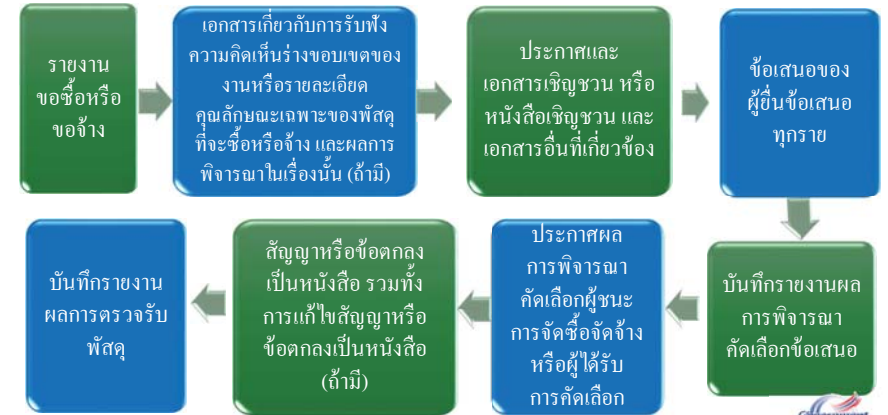 รายงาน
ขอซื้อหรือ
ขอจ้าง
เอกสารเกี่ยวกับการรับฟัง
ความคิดเห็นร่างขอบเขตของ
งานหรือรายละเอียด
คุณลักษณะเฉพาะของพัสดุ
ที่จะซื้อหรือจ้าง และผลการ
พิจารณาในเรื่องนั้น (ถ้ามี)
ประกาศและ
เอกสารเชิญชวน หรือ
หนังสือเชิญชวน และ
เอกสารอื่นที่เกี่ยวข้อง
ข้อเสนอของ
ผู้ยื่นข้อเสนอ
ทุกราย
บันทึกรายงานผล
การพิจารณา
คัดเลือกข้อเสนอ
ประกาศผล
การพิจารณา
คัดเลือกผู้ชนะ
การจัดซื้อจัดจ้าง
หรือผู้ได้รับ
การคัดเลือก
สัญญาหรือข้อตกลง
เป็นหนังสือ รวมทั้ง
การแก้ไขสัญญาหรือ
ข้อตกลงเป็นหนังสือ
(ถ้ามี)
บันทึกรายงาน
ผลการตรวจรับ
พัสดุ